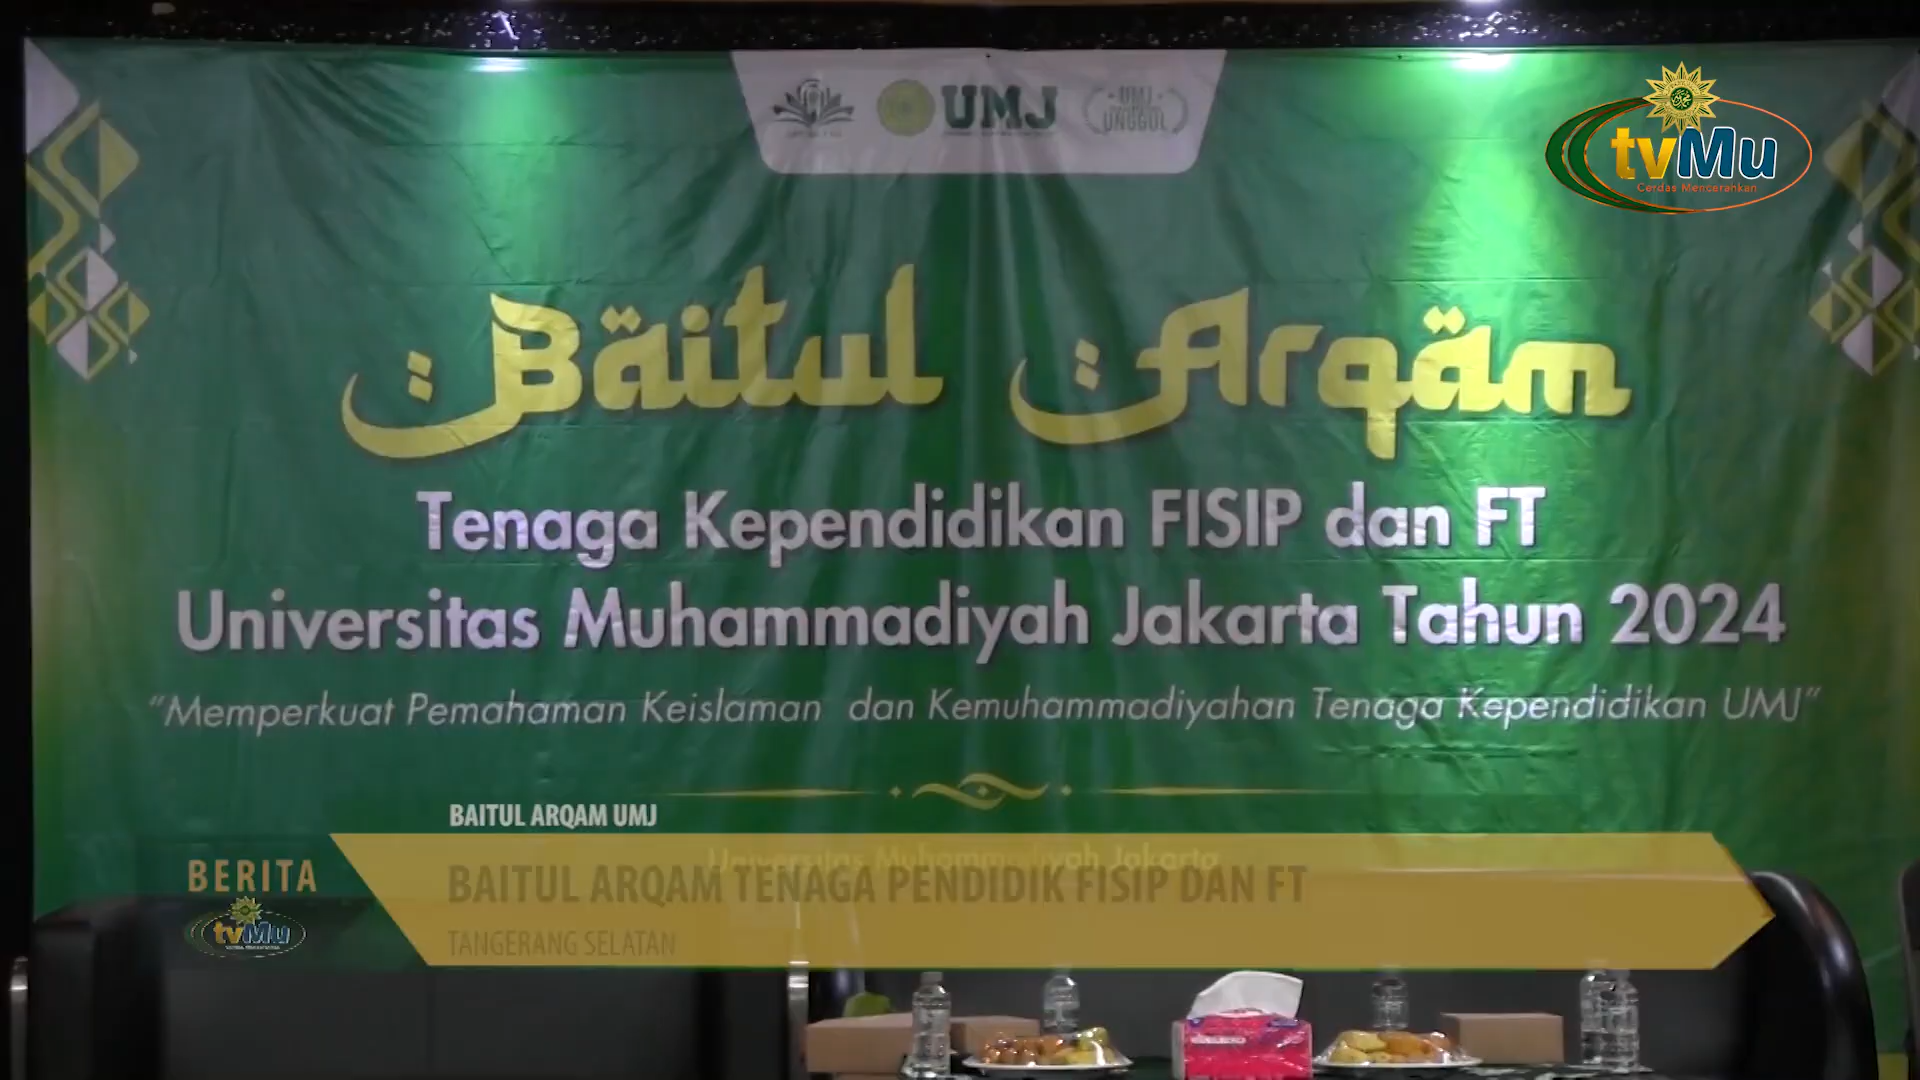 UMJ
UMJ
UNGGUL
tvMu
Cerdas Mencerahkan
Baitul Arqam
Tenaga Kependidikan FISIP dan FT
Universitas Muhammadiyah Jakarta Tahun 2024
"Memperkuat Pemahaman Keislaman dan Kemuhammadiyahan Tenaga Kependidikan UMJ"
BAITUL ARQAM UMJ
Universitas Muhammadiyah Jakarta
BERITA
BAITUL ARQAM TENAGA PENDIDIK FISIP DAN FT
tvMu
TANGERANG SELATAN